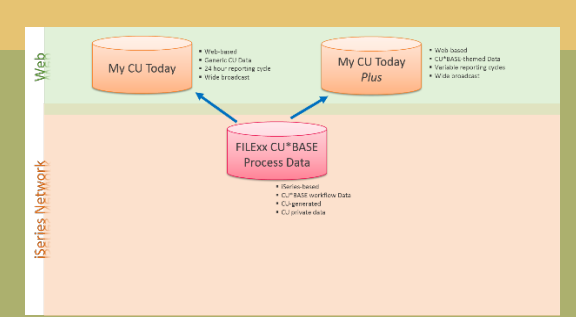 Web
My CU Today
▪ Web-based
▪ Generic CU Data
▪ 24 hour reporting cycle
▪ Wide broadcast
My CU Today
Plus
▪ Web based
▪ CU*BASE-themed Data
▪ Variable reporting cycles
▪ Wide broadcast
iSeries Network
FILExx CU*BASE
Process Data
▪ iSeries-based
▪ CU*BASE workflow Data
▪ CU-generated
▪ CU private data